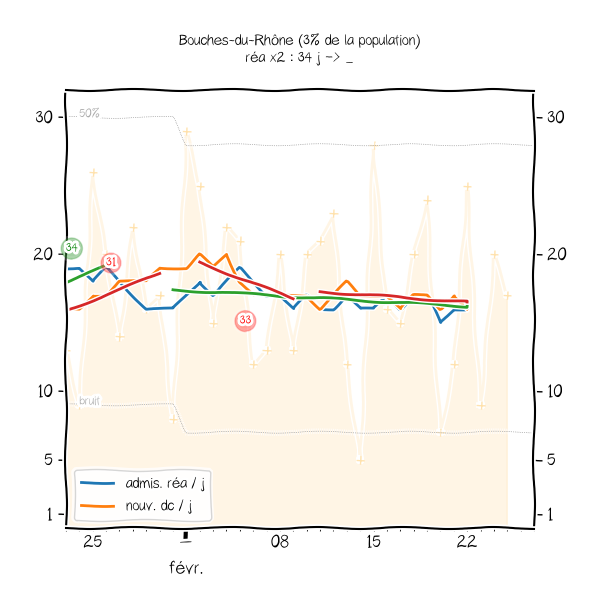 Bouches-du-Rhône (3% de la population)
réa x2 : 34 j -> _
30 50% 30
34 31
20 20
33
10 bruit 10
5 5
admis. réa / j
nouv. dc / j
1 1
25 1 08 15 22
févr.